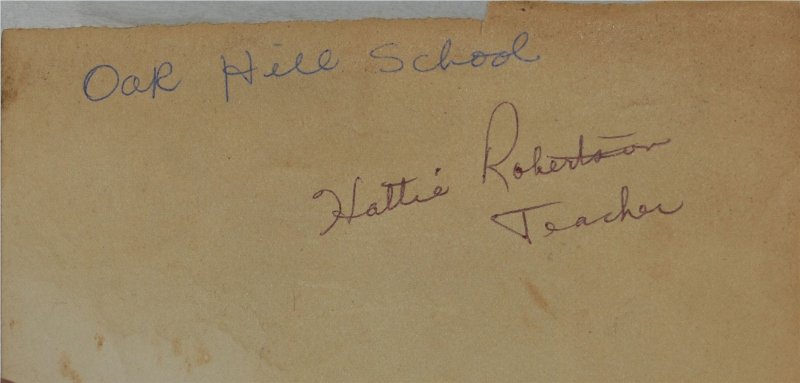 Oak Hill School
Hattie Robertson
Teacher